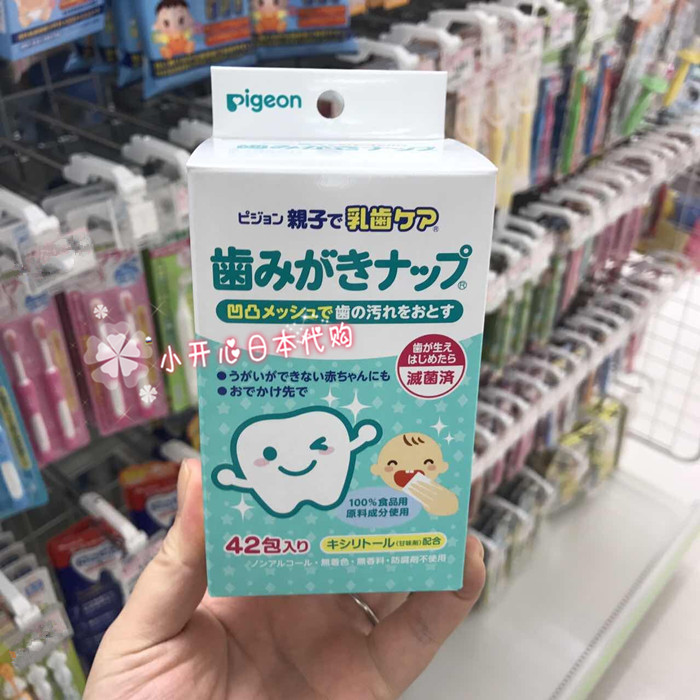 Pigeon
ピジョン 親子で乳歯ケア®
歯みがきナップ®
凹凸メッシュで歯の汚れをおとす
小开心日本代购
歯が生え
はじめたら
滅菌済
●うがいができない赤ちゃんにも
●おでかけ先で
100%食品用
原料成分使用
42包入り
キシリトール(甘味剤)配合
ノンアルコール・無着色・無香料・防腐剤不使用